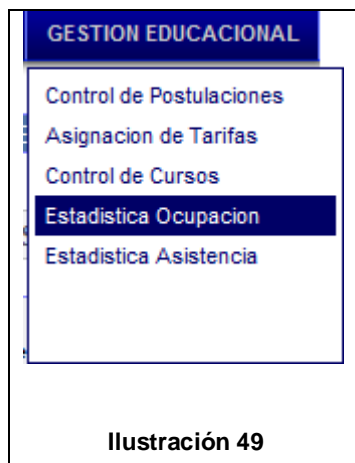 GESTION EDUCACIONAL
Control de Postulaciones
Asignacion de Tarifas
Control de Cursos
Estadistica Ocupacion
Estadistica Asistencia
Ilustración 49